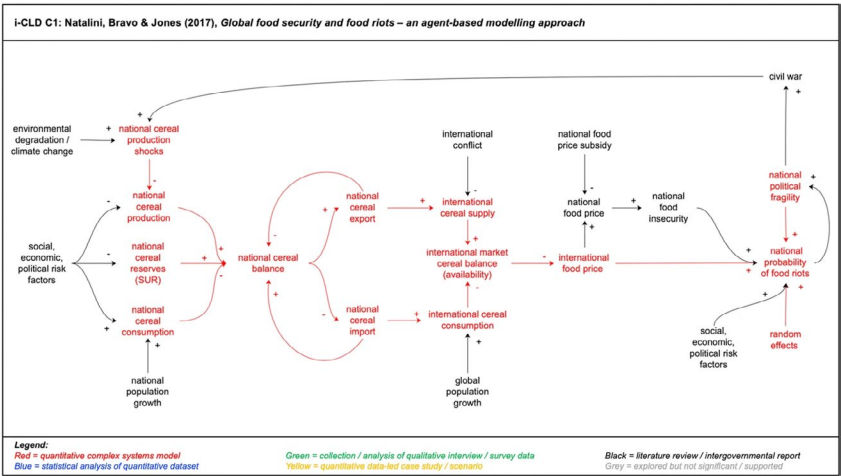 i-CLD C1: Natalini, Bravo & Jones (2017), Global food security and food riots – an agent-based modelling approach
civil war
+
environmental
degradation /
climate change
+
+
national cereal
production
shocks
international
conflict
national food
price subsidy
-
-
national
cereal
production
national
cereal
export
+
-
+
international
cereal supply
-
national
food price
+
national
food
insecurity
national
political
fragility
+
social,
economic,
political risk
factors
-
national
cereal
reserves
(SUR)
+
+
-
national cereal
balance
-
+
+
international market
cereal balance
(availability)
-
+
international
food price
+
+
+
national
probability
of food riots
+
national
cereal
consumption
-
national
cereal
import
+
-
international cereal
consumption
+
+
+
national
population
growth
+
global
population
growth
social,
economic,
political risk
factors
random
effects
Legend:
Red = quantitative complex systems model
Green = collection / analysis of qualitative interview / survey data
Black = literature review / intergovernmental report
Blue = statistical analysis of quantitative dataset
Yellow = quantitative data-led case study / scenario
Grey = explored but not significant / supported